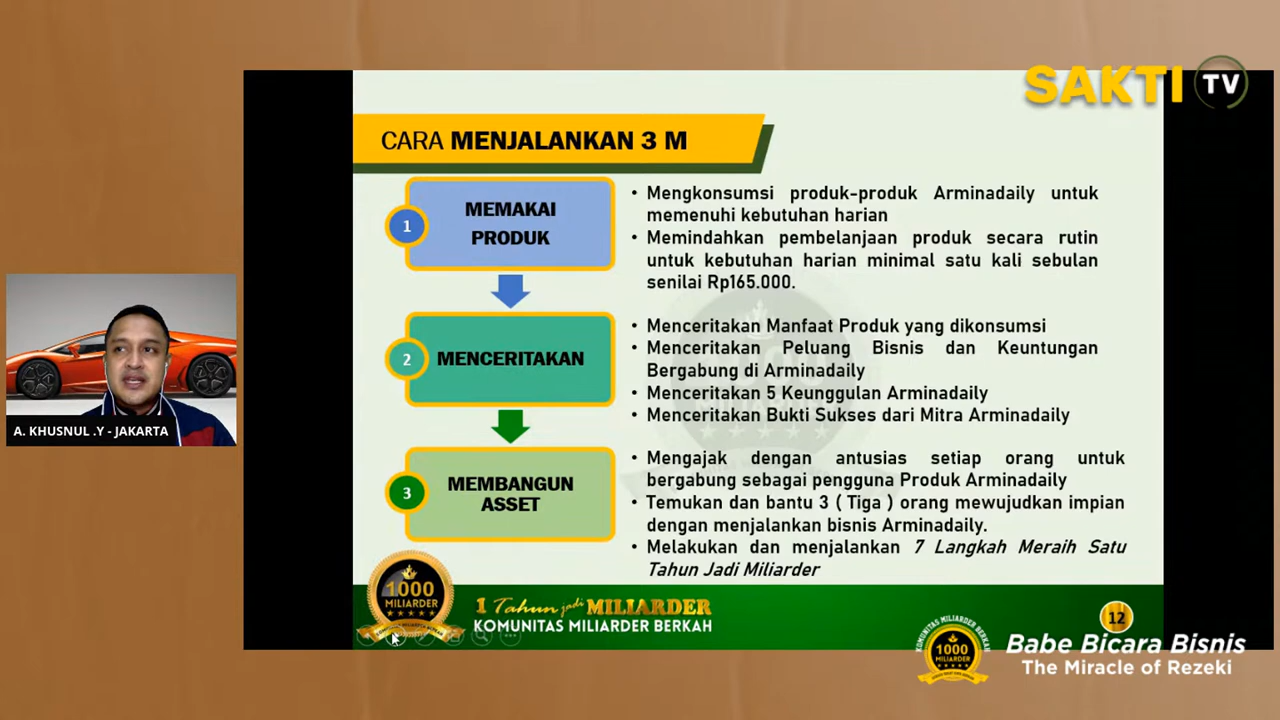 SAKTI TV
CARA MENJALANKAN 3 M
1
MEMAKAI
PRODUK
• Mengkonsumsi produk-produk Arminadaily untuk
memenuhi kebutuhan harian
• Memindahkan pembelanjaan produk secara rutin
untuk kebutuhan harian minimal satu kali sebulan
senilai Rp165.000.
2
MENCERITAKAN
• Menceritakan Manfaat Produk yang dikonsumsi
• Menceritakan Peluang Bisnis dan Keuntungan
Bergabung di Arminadaily
• Menceritakan 5 Keunggulan Arminadaily
• Menceritakan Bukti Sukses dari Mitra Arminadaily
3
MEMBANGUN
ASSET
• Mengajak dengan antusias setiap orang untuk
bergabung sebagai pengguna Produk Arminadaily
• Temukan dan bantu 3 ( Tiga ) orang mewujudkan impian
dengan menjalankan bisnis Arminadaily.
• Melakukan dan menjalankan 7 Langkah Meraih Satu
Tahun Jadi Miliarder
A. KHUSNUL .Y - JAKARTA
1000
MILIARDER
1 Tahun jadi MILIARDER
KOMUNITAS MILIARDER BERKAH
12
KOMUNITAS MILIARDER BERKAH
1000
MILIARDER
Babe Bicara Bisnis
The Miracle of Rezeki